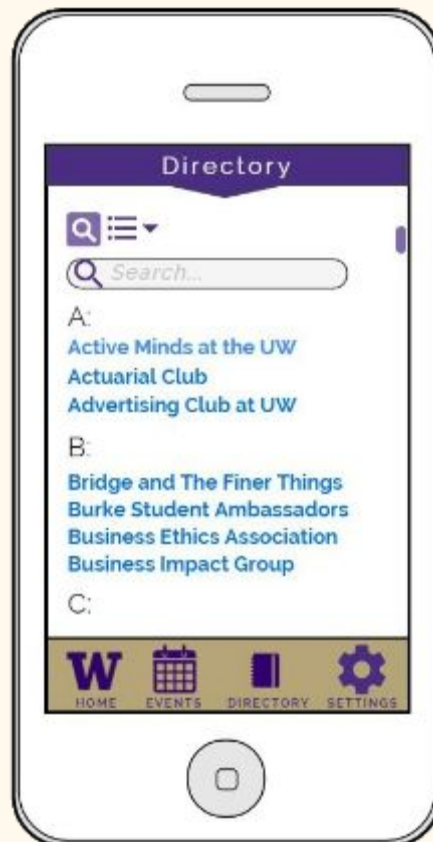 Directory
Search...
A:
Active Minds at the UW
Actuarial Club
Advertising Club at UW
B:
Bridge and The Finer Things
Burke Student Ambassadors
Business Ethics Association
Business Impact Group
C:
W
HOME EVENTS DIRECTORY SETTINGS